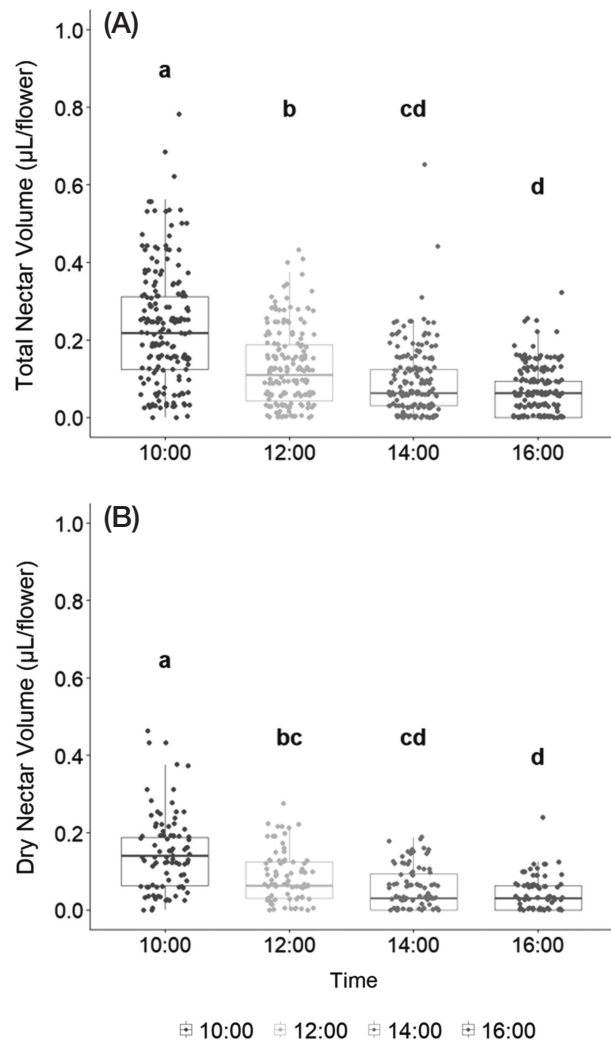 (A)
Total Nectar Volume (µL/flower)
1.0
0.8
0.6
0.4
0.2
0.0
a
b
cd
d
10:00 12:00 14:00 16:00
(B)
Dry Nectar Volume (µL/flower)
1.0
0.8
0.6
0.4
0.2
0.0
a
bc
cd
d
10:00 12:00 14:00 16:00
Time
10:00 12:00 14:00 16:00